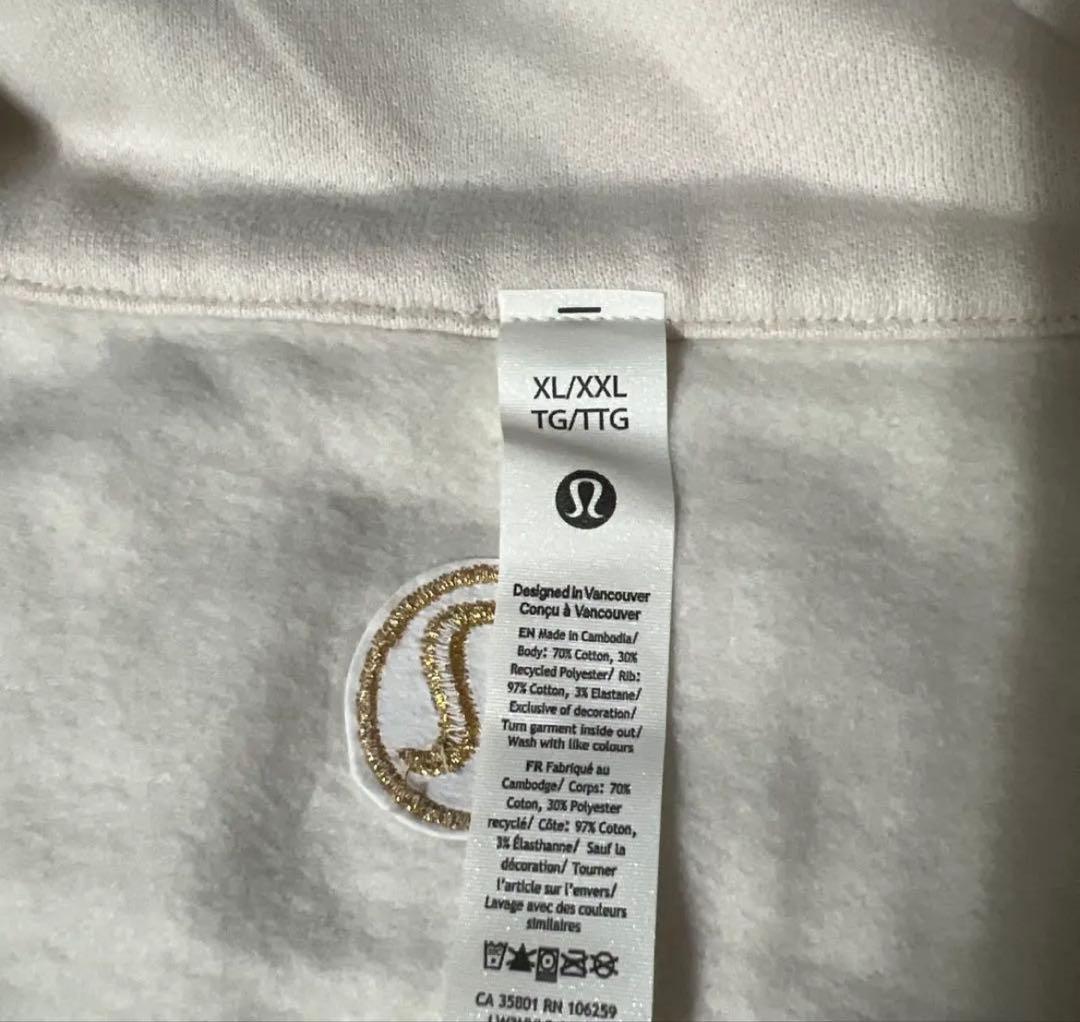 XL/XXL
TG/TTG
Designed in Vancouver
Conçu à Vancouver
EN Made in Cambodia/
Body: 70% Cotton, 30%
Recycled Polyester/ Rib:
97% Cotton, 3% Elastane/
Exclusive of decoration/
Turn garment inside out/
Wash with like colours
FR Fabriqué au
Cambodge/ Corps: 70%
Coton, 30% Polyester
recyclé/ Côte: 97% Coton,
3% Élasthanne/ Sauf la
décoration/ Tourner
l'article sur l'envers/
Lavage avec des couleurs
similaires
CA 35801 RN 106259